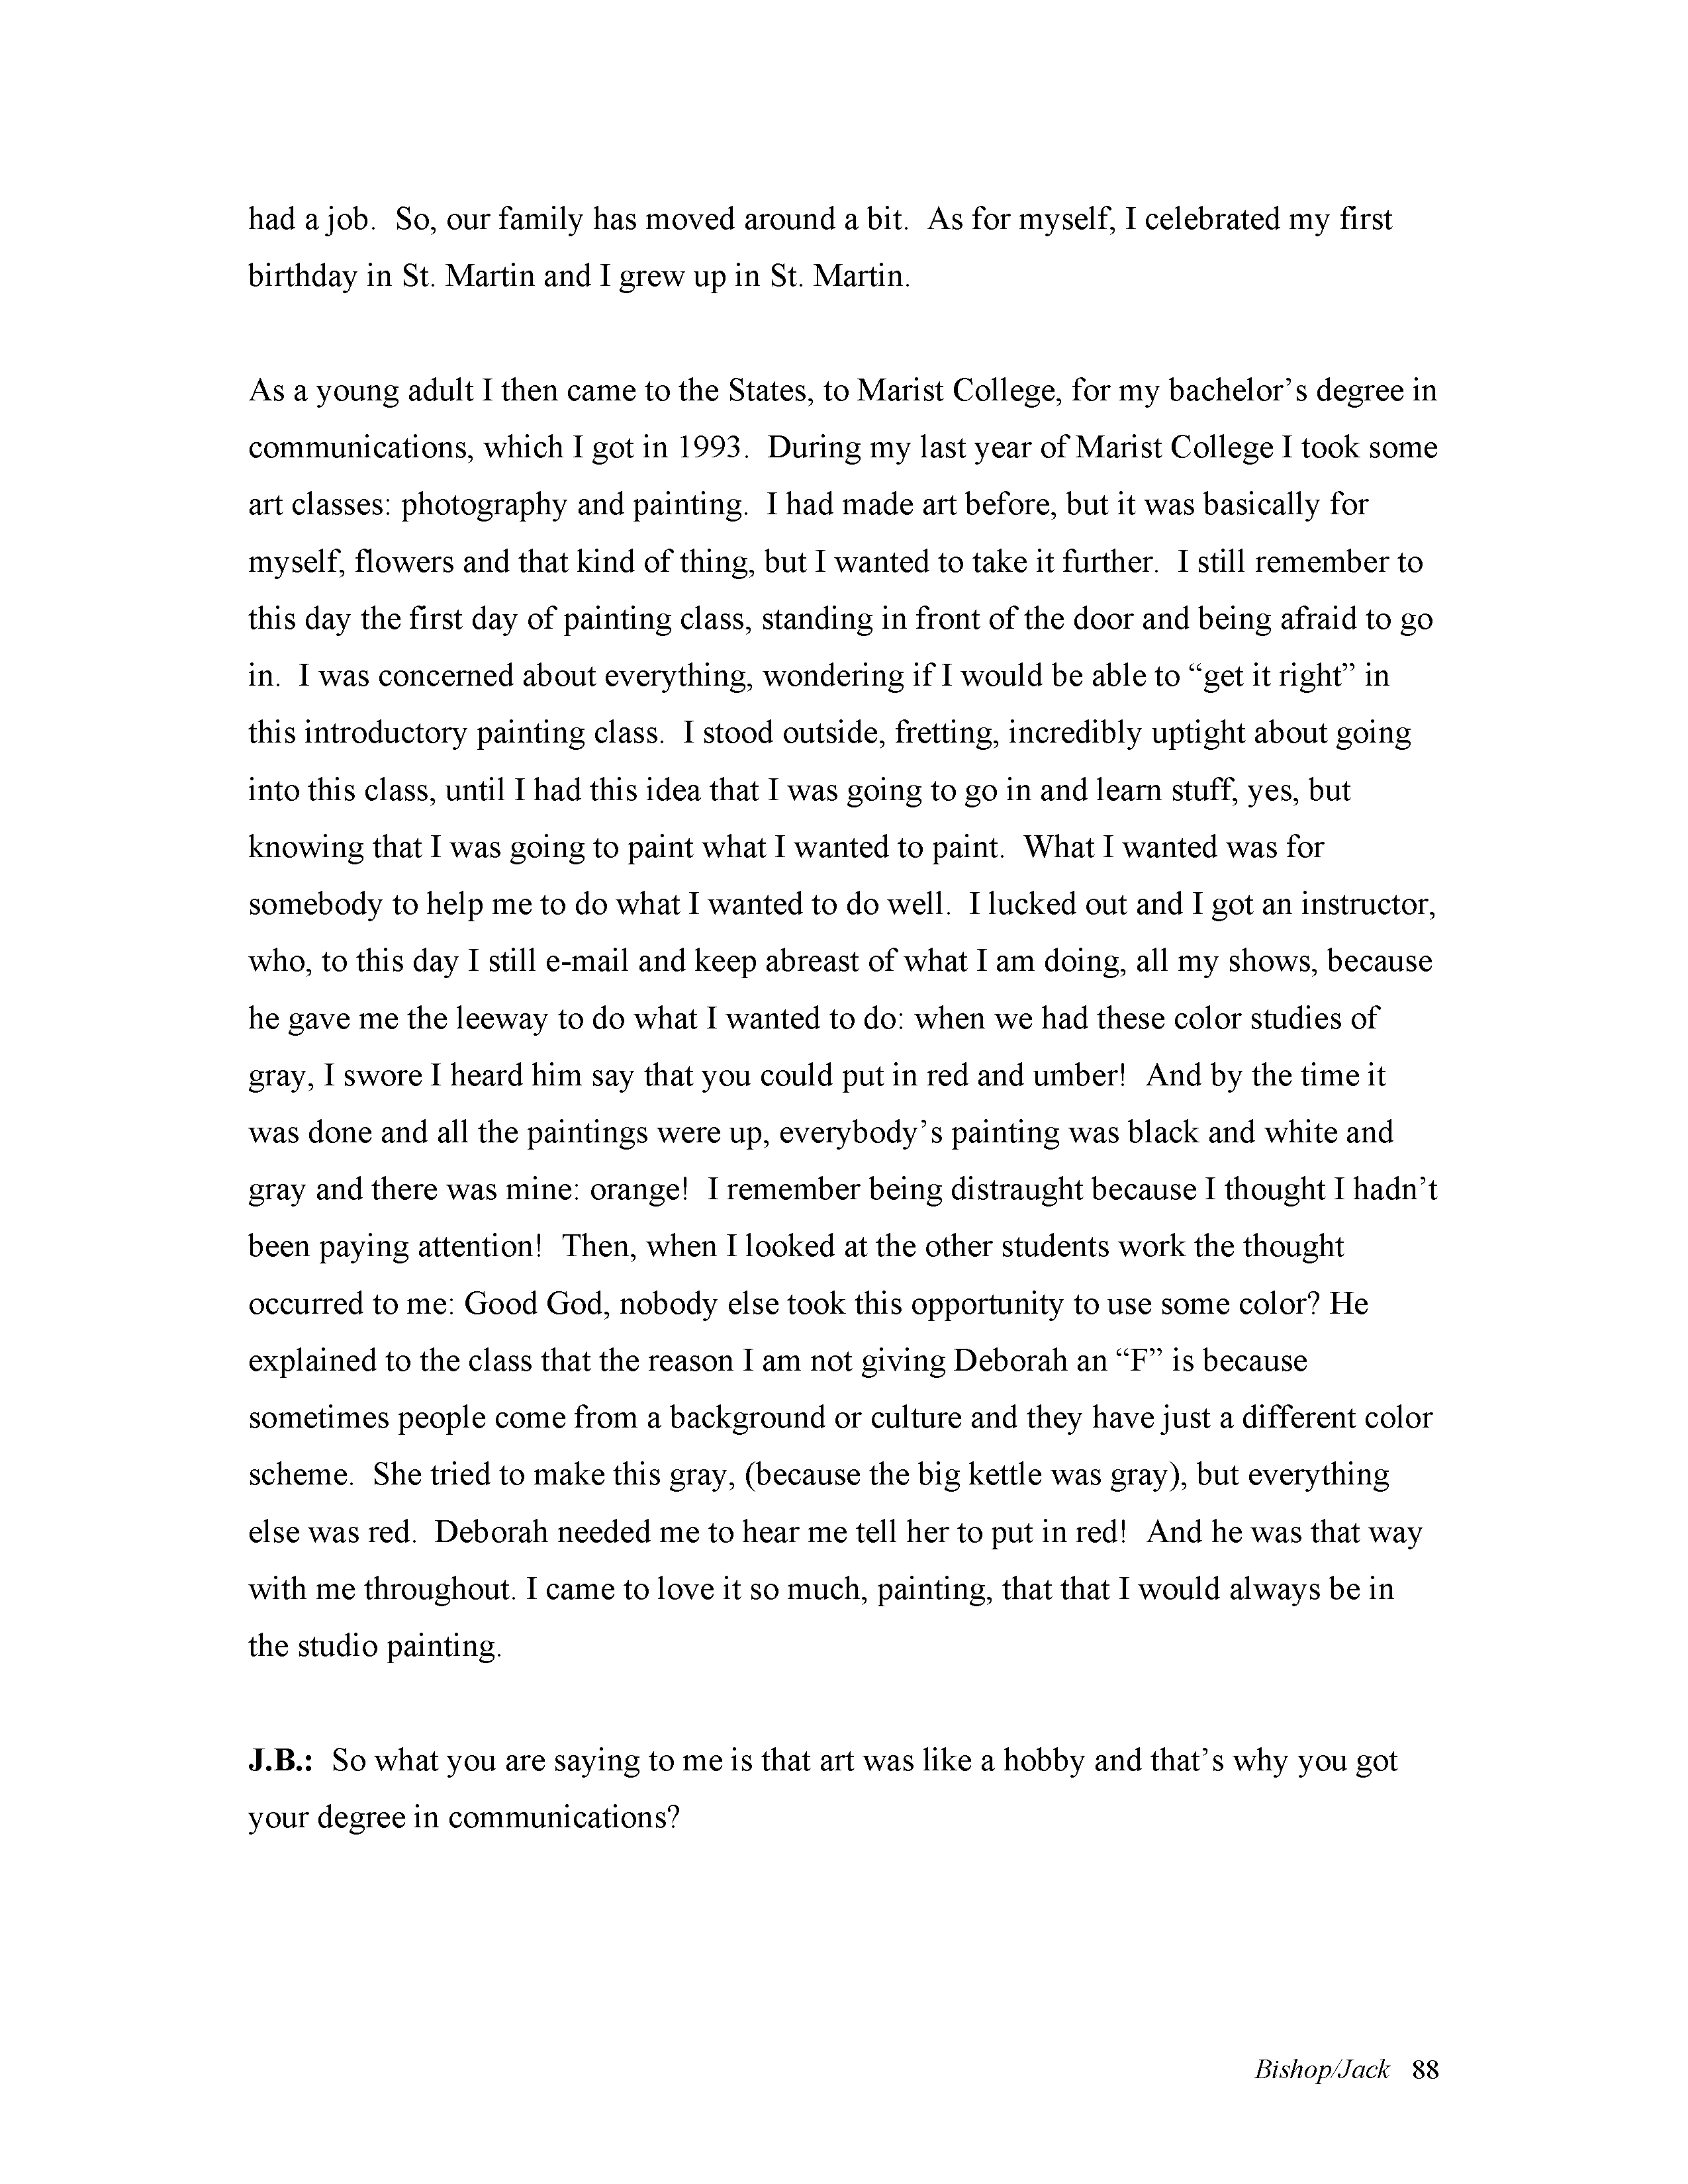 had a job.  So, our family has moved around a bit.  As for myself, I celebrated my first
birthday in St. Martin and I grew up in St. Martin.
As a young adult I then came to the States, to Marist College, for my bachelor’s degree in
communications, which I got in 1993.  During my last year of Marist College I took some
art classes: photography and painting.  I had made art before, but it was basically for
myself, flowers and that kind of thing, but I wanted to take it further.  I still remember to
this day the first day of painting class, standing in front of the door and being afraid to go
in.  I was concerned about everything, wondering if I would be able to “get it right” in
this introductory painting class.  I stood outside, fretting, incredibly uptight about going
into this class, until I had this idea that I was going to go in and learn stuff, yes, but
knowing that I was going to paint what I wanted to paint.  What I wanted was for
somebody to help me to do what I wanted to do well.  I lucked out and I got an instructor,
who, to this day I still e-mail and keep abreast of what I am doing, all my shows, because
he gave me the leeway to do what I wanted to do: when we had these color studies of
gray, I swore I heard him say that you could put in red and umber!  And by the time it
was done and all the paintings were up, everybody’s painting was black and white and
gray and there was mine: orange!  I remember being distraught because I thought I hadn’t
been paying attention!  Then, when I looked at the other students work the thought
occurred to me: Good God, nobody else took this opportunity to use some color? He
explained to the class that the reason I am not giving Deborah an “F” is because
sometimes people come from a background or culture and they have just a different color
scheme.  She tried to make this gray, (because the big kettle was gray), but everything
else was red.  Deborah needed me to hear me tell her to put in red!  And he was that way
with me throughout. I came to love it so much, painting, that that I would always be in
the studio painting.
J.B.:  So what you are saying to me is that art was like a hobby and that’s why you got
your degree in communications?
Bishop/Jack  88